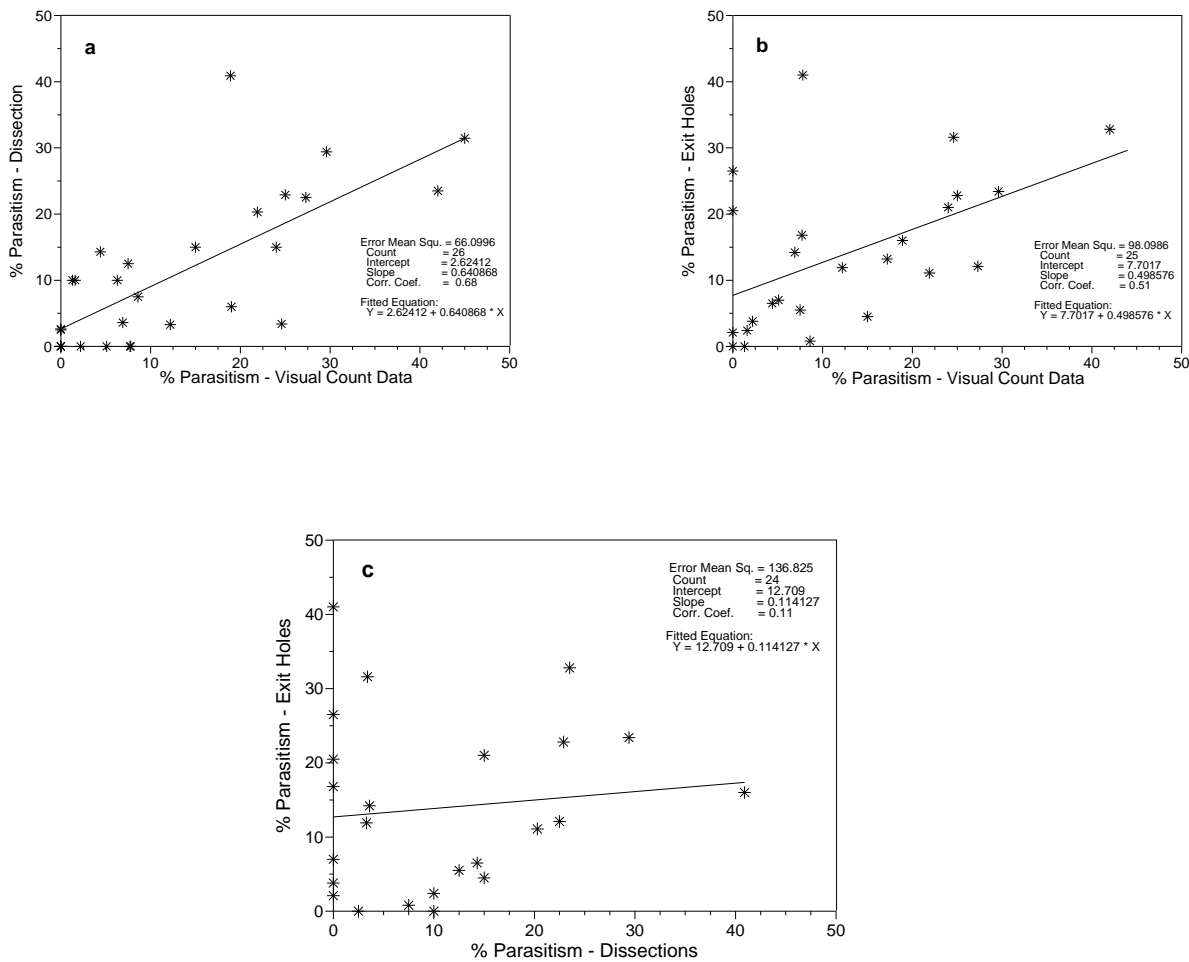 a
% Parasitism - Dissection
50
40
30
20
10
0
Error Mean Squ. = 66.0996
Count = 26
Intercept = 2.62412
Slope = 0.640868
Corr. Coef. = 0.68
Fitted Equation:
Y = 2.62412 + 0.640868 * X
0 10 20 30 40 50
% Parasitism - Visual Count Data
b
% Parasitism - Exit Holes
50
40
30
20
10
0
Error Mean Squ. = 98.0986
Count = 25
Intercept = 7.7017
Slope = 0.498576
Corr. Coef. = 0.51
Fitted Equation:
Y = 7.7017 + 0.498576 * X
0 10 20 30 40 50
% Parasitism - Visual Count Data
c
% Parasitism - Exit Holes
50
40
30
20
10
0
Error Mean Sq. = 136.825
Count = 24
Intercept = 12.709
Slope = 0.114127
Corr. Coef. = 0.11
Fitted Equation:
Y = 12.709 + 0.114127 * X
0 10 20 30 40 50
% Parasitism - Dissections